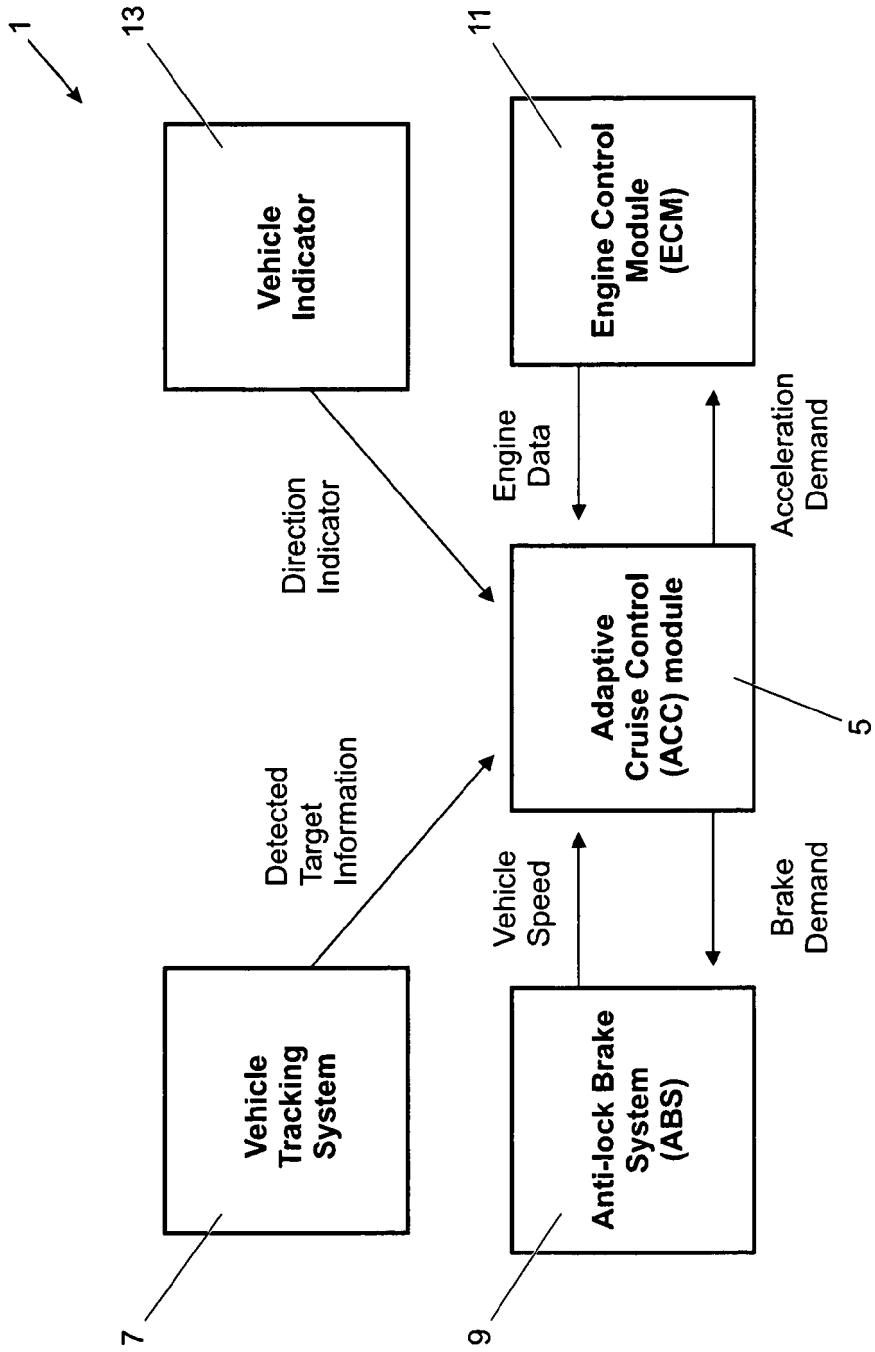 1
7
Vehicle
Tracking
System
Detected
Target
Information
Direction
Indicator
Vehicle
Indicator
13
9
Anti-lock Brake
System
(ABS)
Vehicle
Speed
Brake
Demand
Adaptive
Cruise Control
(ACC) module
5
Engine
Data
Acceleration
Demand
Engine Control
Module
(ECM)
11